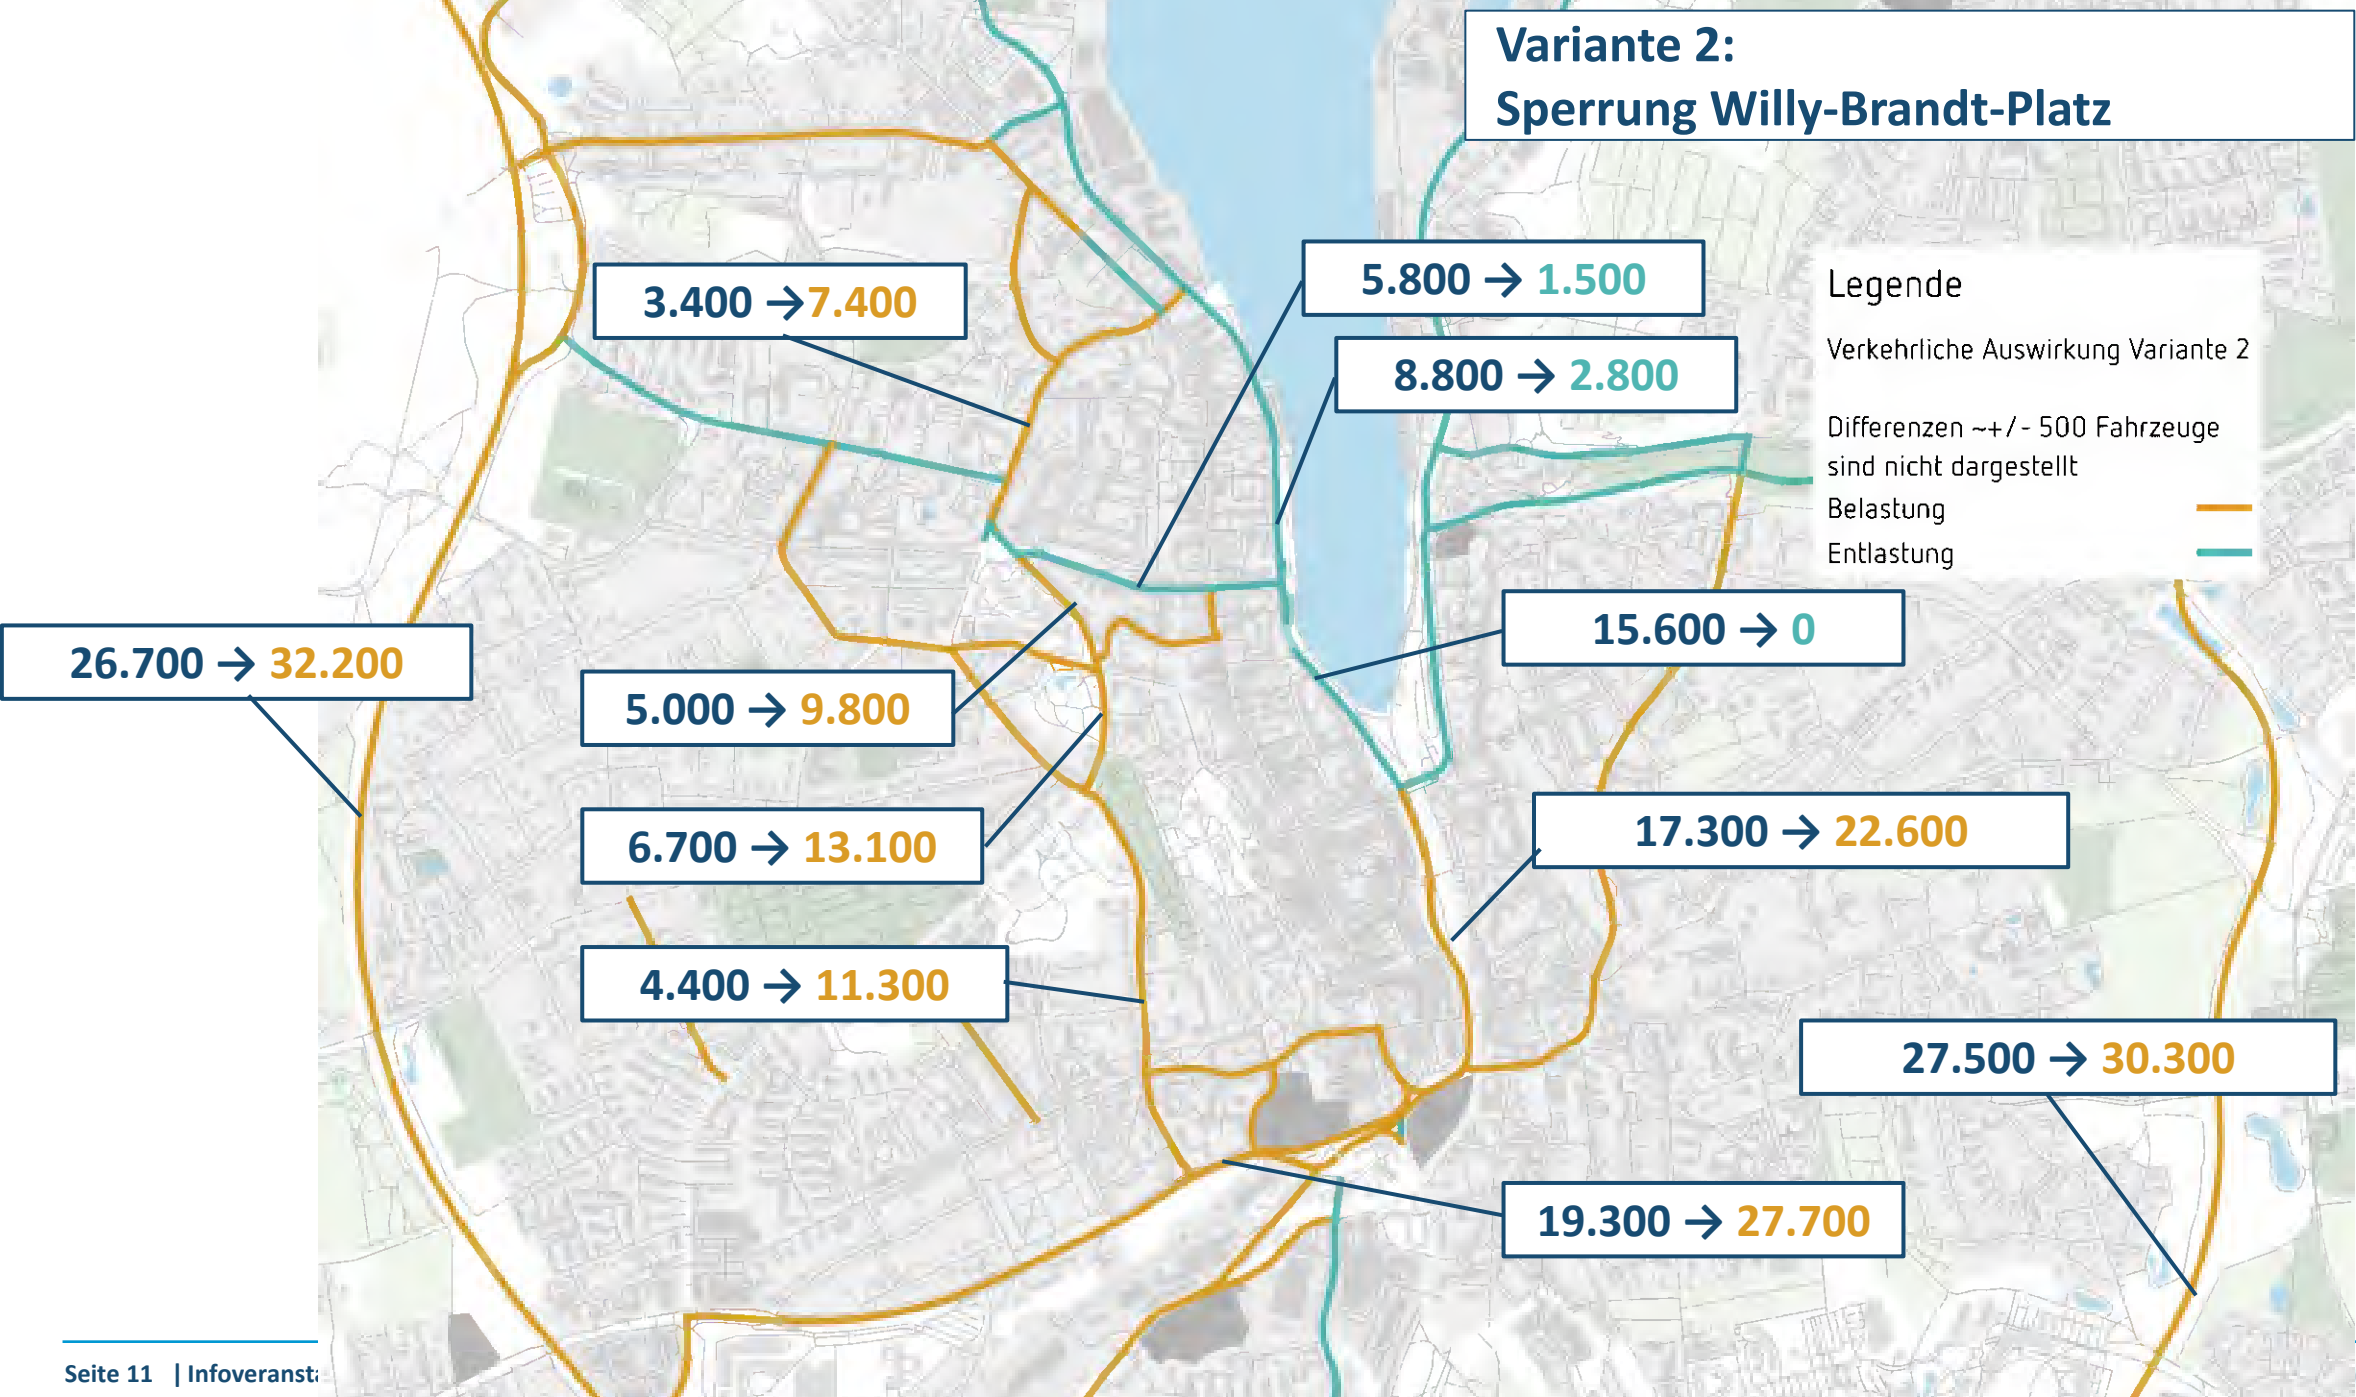 Variante 2:
Sperrung Willy-Brandt-Platz
3.400 →7.400
5.800 → 1.500
8.800 → 2.800
Legende
Verkehrliche Auswirkung Variante 2
Differenzen ~+/- 500 Fahrzeuge
sind nicht dargestellt
Belastung
Entlastung
15.600 → 0
26.700 → 32.200
5.000 → 9.800
6.700 → 13.100
17.300 → 22.600
4.400 → 11.300
27.500 → 30.300
19.300 → 27.700
Seite 11 | Infoveransta